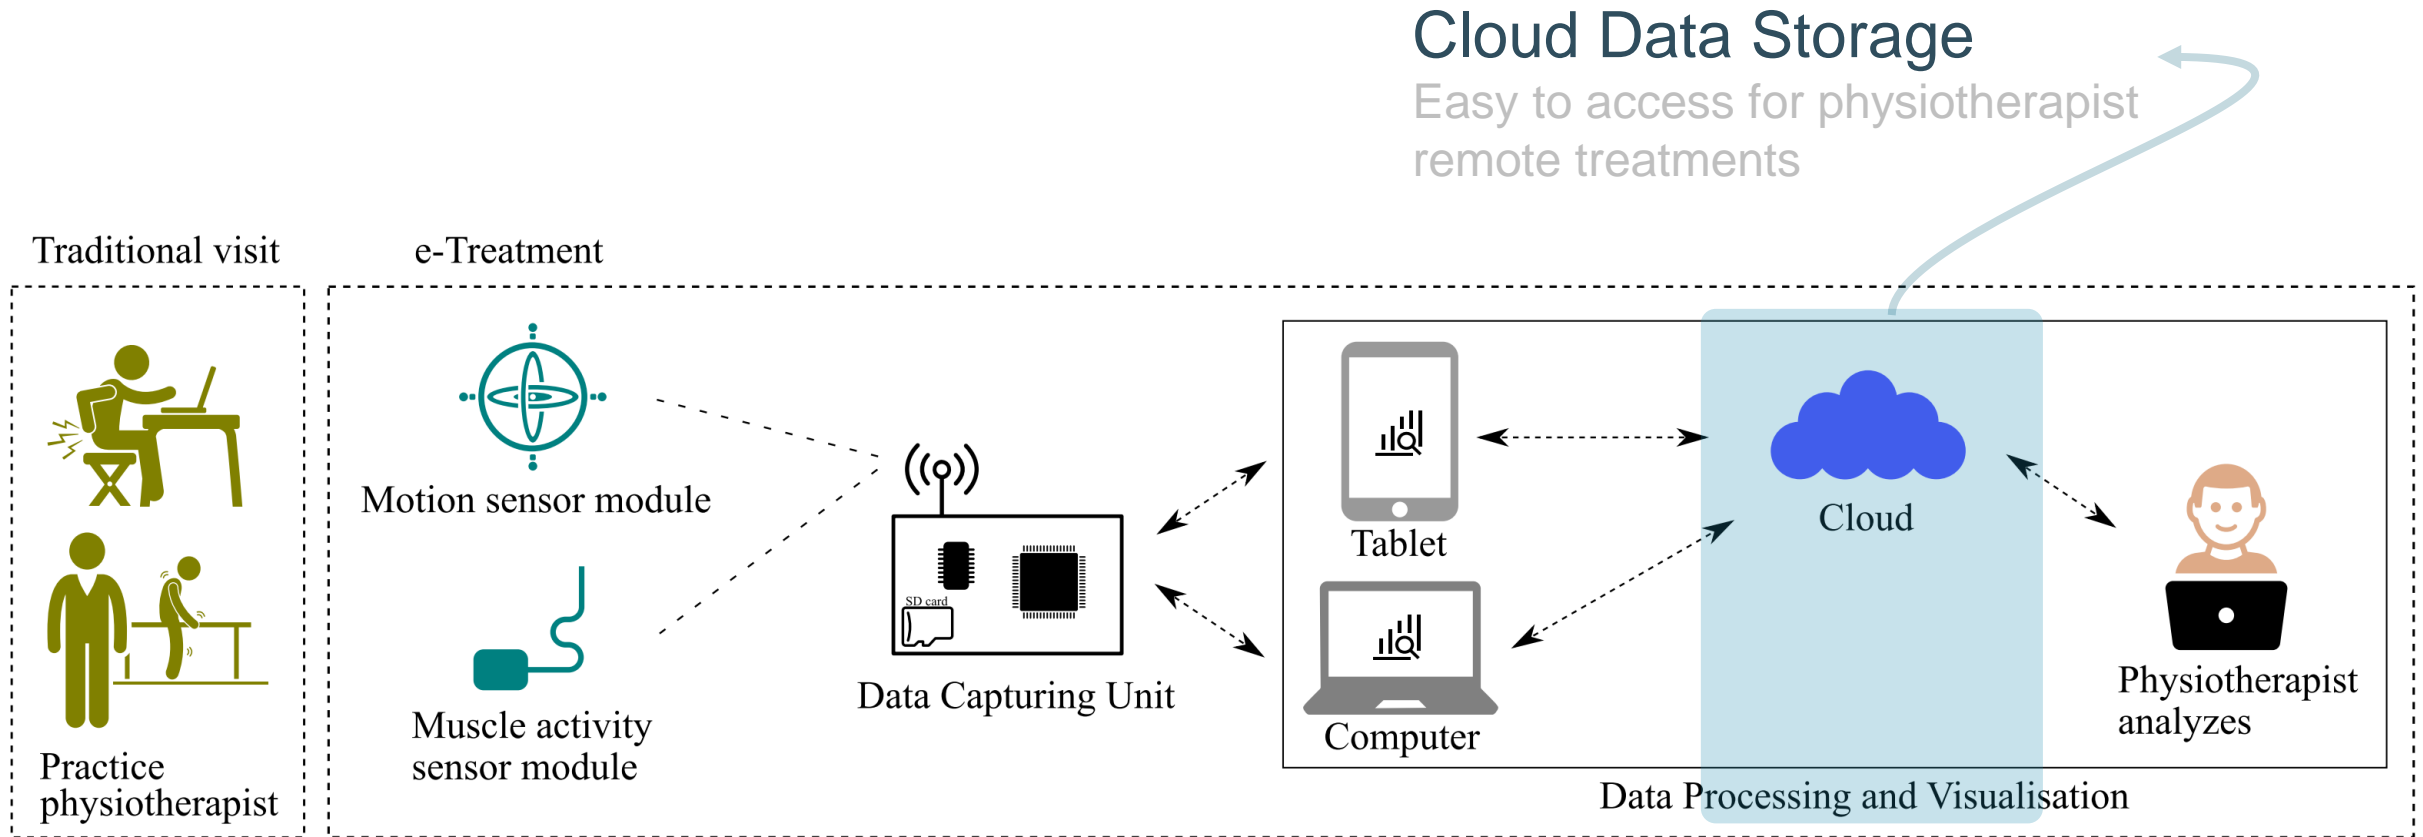 Cloud Data Storage
Easy to access for physiotherapist
remote treatments
Traditional visit
e-Treatment
Motion sensor module
Muscle activity
sensor module
SD card
Data Capturing Unit
Tablet
Computer
Cloud
Physiotherapist
analyzes
Practice
physiotherapist
Data Processing and Visualisation